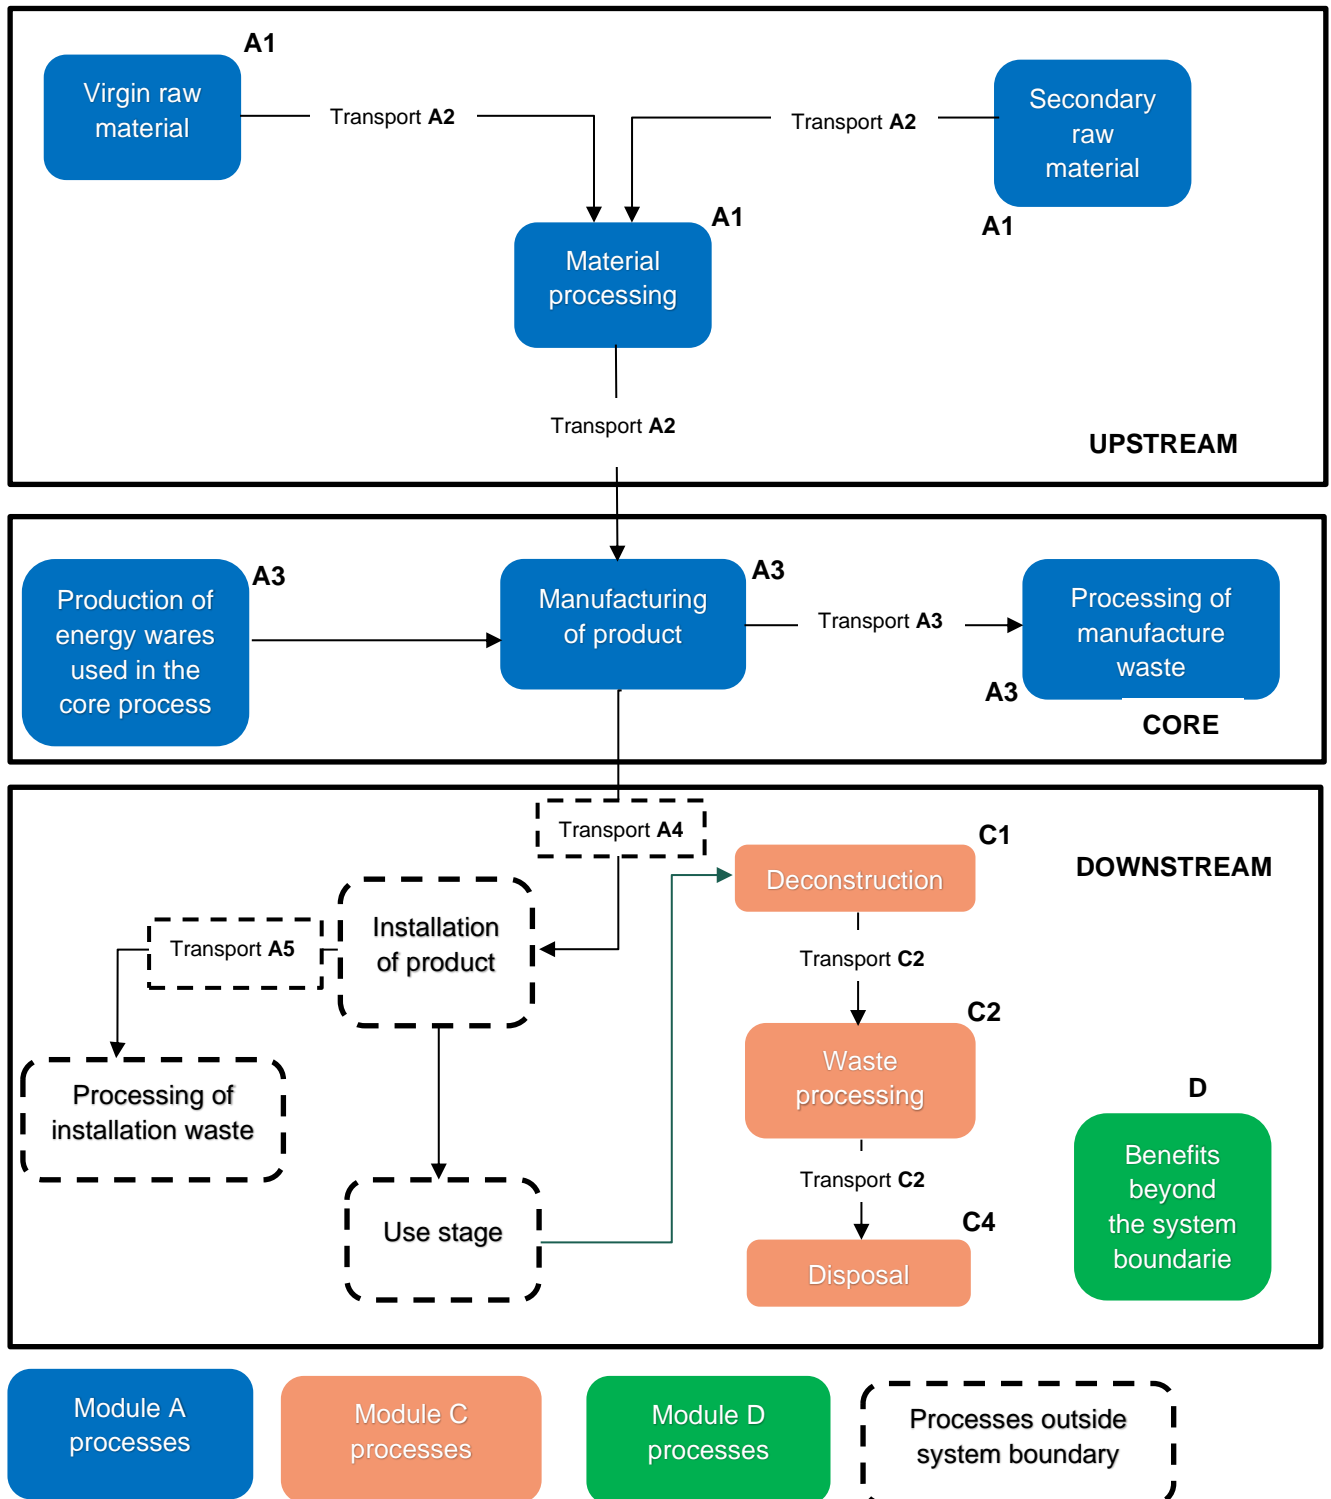 A1
Virgin raw
material
Transport A2
Transport A2
Secondary
raw
material
A1
A1
Material
processing
Transport A2
UPSTREAM
A3
Production of
energy wares
used in the
core process
Manufacturing
of product
A3
Transport A3
Processing of
manufacture
waste
A3
CORE
Transport A4
C1
Deconstruction
DOWNSTREAM
Installation
of product
Transport A5
Transport C2
C2
Waste
processing
Processing of
installation waste
D
Benefits
beyond
the system
boundarie
Transport C2
Use stage
C4
Disposal
Module A
processes
Module C
processes
Module D
processes
Processes outside
system boundary